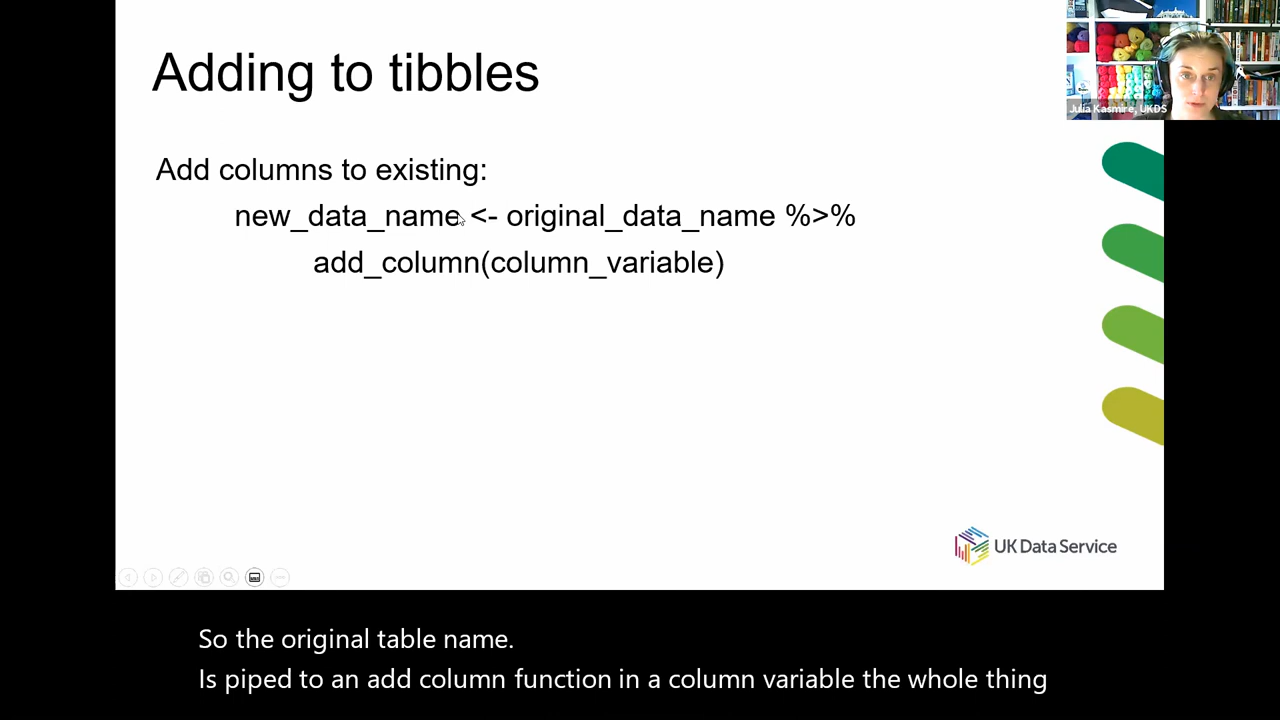 Adding to tibbles
Julia Kasmire, UKDS
Add columns to existing:
new_data_name <- original_data_name %>%
add_column(column_variable)
UK Data Service
So the original table name.
Is piped to an add column function in a column variable the whole thing